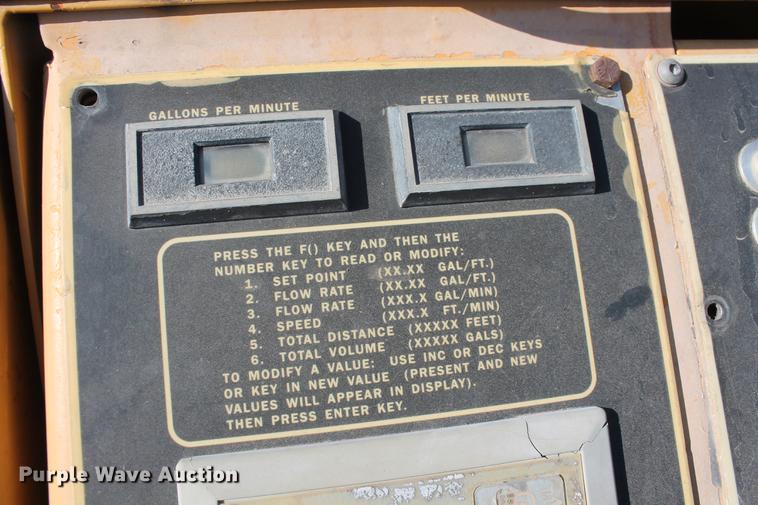 GALLONS PER MINUTE
FEET PER MINUTE
PRESS THE F() KEY AND THEN THE
NUMBER KEY TO READ OR MODIFY:
1. SET POINT (XX.XX GAL/FT.)
2. FLOW RATE (XX.XX GAL/FT.)
3. FLOW RATE (XXX.X GAL/MIN)
4. SPEED (XXX.X FT./MIN)
5. TOTAL DISTANCE (XXXXX FEET)
6. TOTAL VOLUME (XXXXX GALS)
TO MODIFY A VALUE: USE INC OR DEC KEYS
OR KEY IN NEW VALUE (PRESENT AND NEW
VALUES WILL APPEAR IN DISPLAY).
THEN PRESS ENTER KEY.
Purple Wave Auction